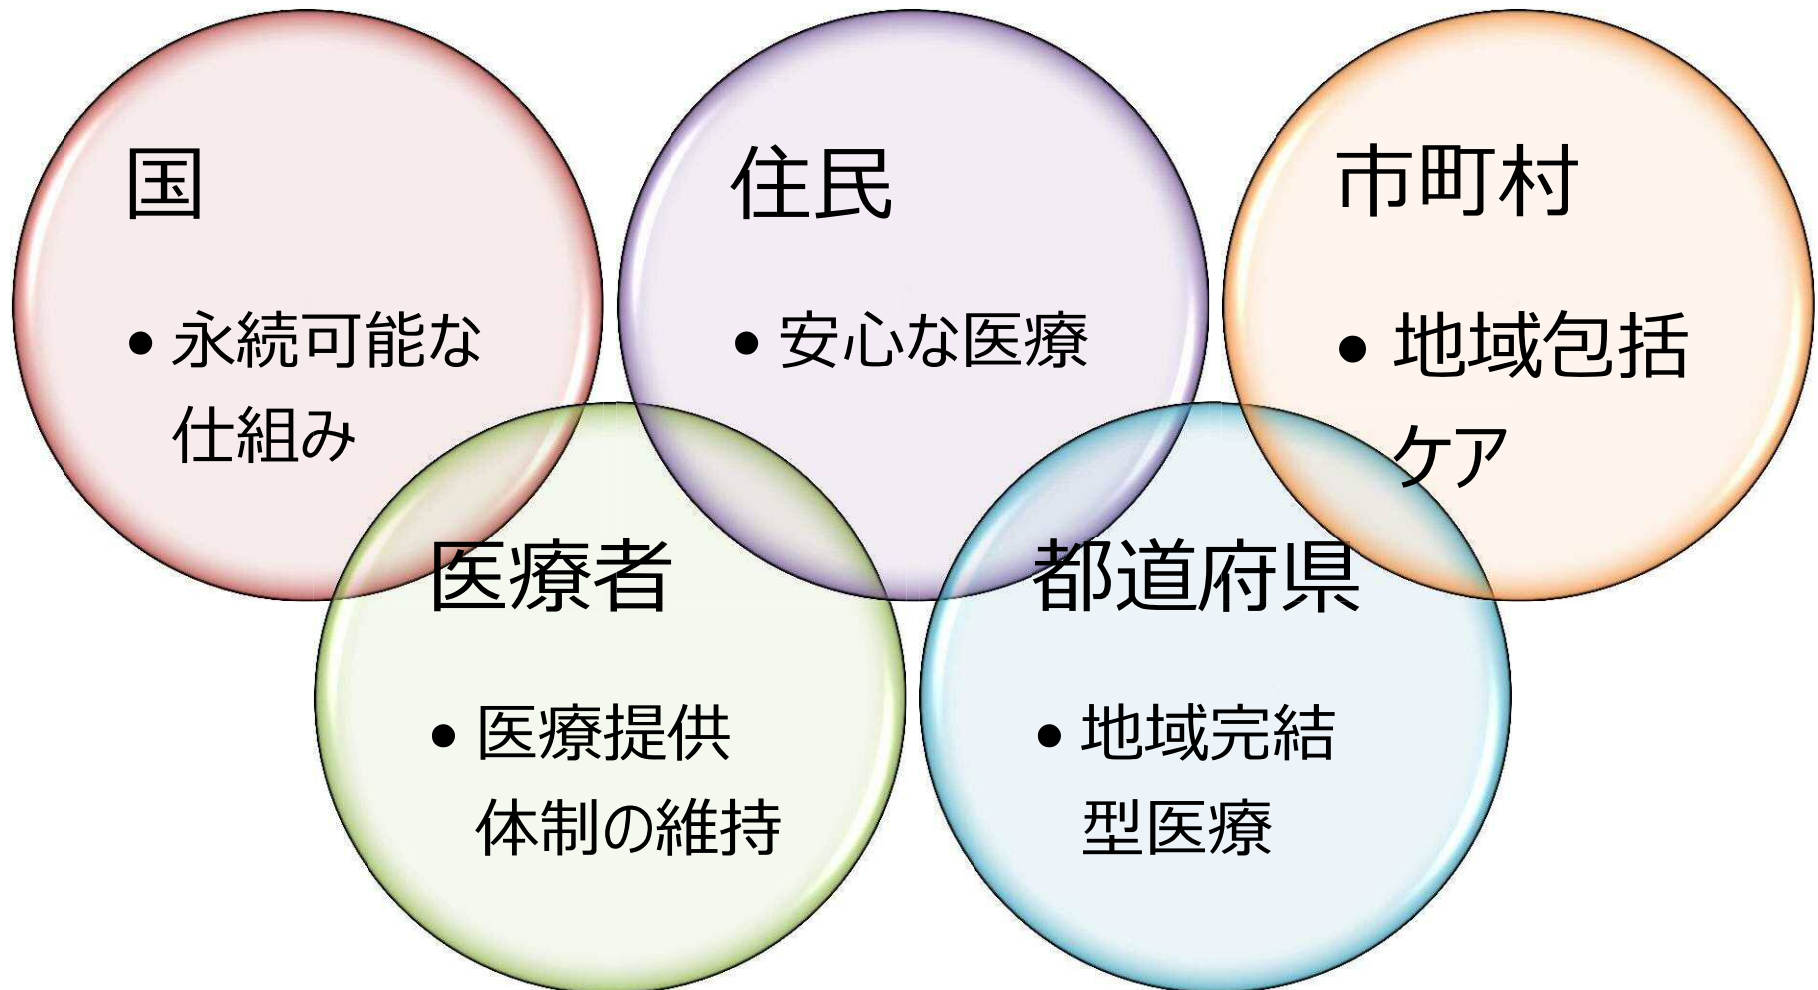 国
• 永続可能な
仕組み
住民
• 安心な医療
市町村
• 地域包括
ケア
医療者
• 医療提供
体制の維持
都道府県
• 地域完結
型医療